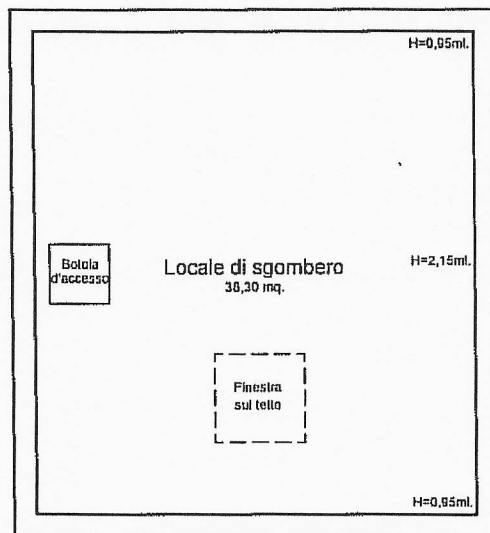 H=0,95ml.
Botola
d'accesso
Locale di sgombero
38,30 mq.
H=2,15ml.
Finestra
sul tetto
H=0,95ml.